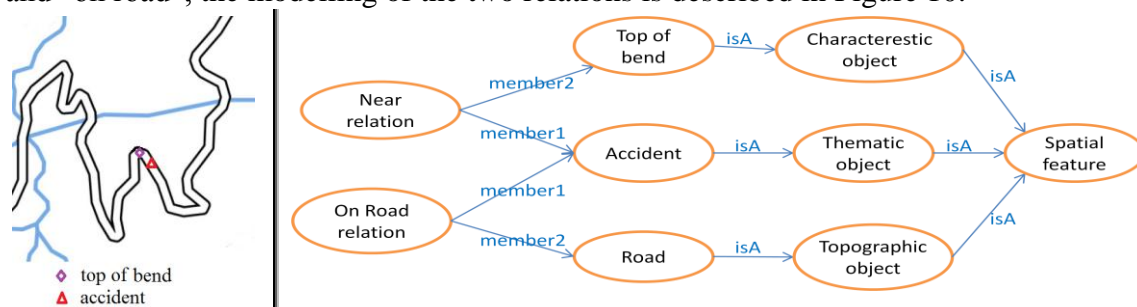 and "on road", the modelling of the two relations is described in Figure 10.
top of bend
accident
Near
relation
On Road
relation
member2
member1
member1
member2
Top of
bend
Accident
Road
isA
isA
isA
Characterestic
object
Thematic
object
Topographic
object
isA
isA
isA
Spatial
feature